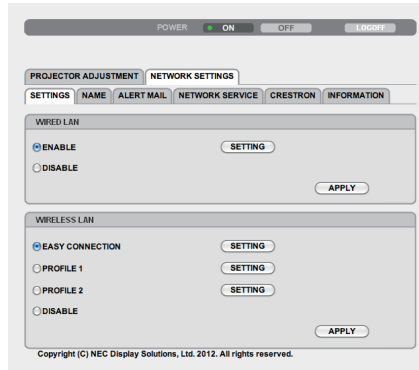 POWER ON OFF LOGOFF
PROJECTOR ADJUSTMENT NETWORK SETTINGS
SETTINGS NAME ALERT MAIL NETWORK SERVICE CRESTRON INFORMATION
WIRED LAN
ENABLE SETTING
DISABLE
APPLY
WIRELESS LAN
EASY CONNECTION SETTING
PROFILE 1 SETTING
PROFILE 2 SETTING
DISABLE
APPLY
Copyright (C) NEC Display Solutions, Ltd. 2012. All rights reserved.